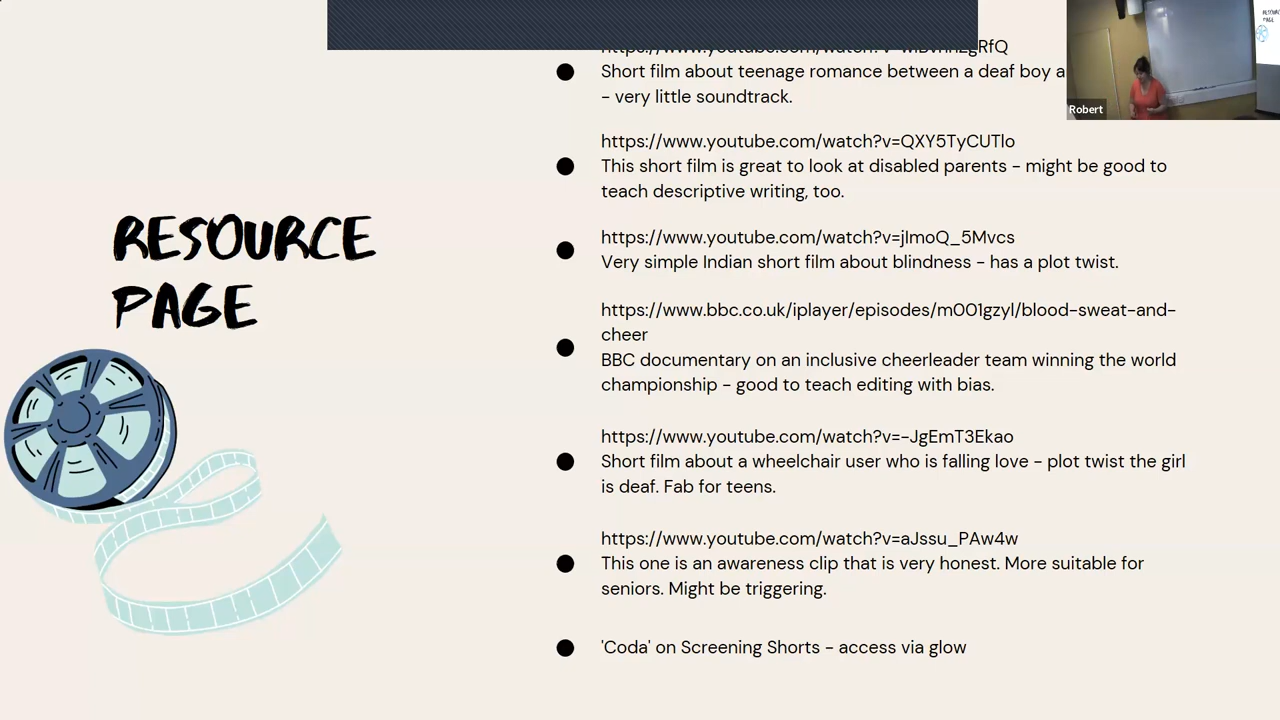 RESOURCE
PAGE
Short film about teenage romance between a deaf boy a
- very little soundtrack.
https://www.youtube.com/watch?v=QXY5TyCUTlo
This short film is great to look at disabled parents - might be good to
teach descriptive writing, too.
https://www.youtube.com/watch?v=jlmoQ_5Mvcs
Very simple Indian short film about blindness - has a plot twist.
https://www.bbc.co.uk/iplayer/episodes/m001gzyl/blood-sweat-and-
cheer
BBC documentary on an inclusive cheerleader team winning the world
championship - good to teach editing with bias.
https://www.youtube.com/watch?v=-JgEmT3Ekao
Short film about a wheelchair user who is falling love - plot twist the girl
is deaf. Fab for teens.
https://www.youtube.com/watch?v=aJssu_PAw4w
This one is an awareness clip that is very honest. More suitable for
seniors. Might be triggering.
'Coda' on Screening Shorts - access via glow
Robert